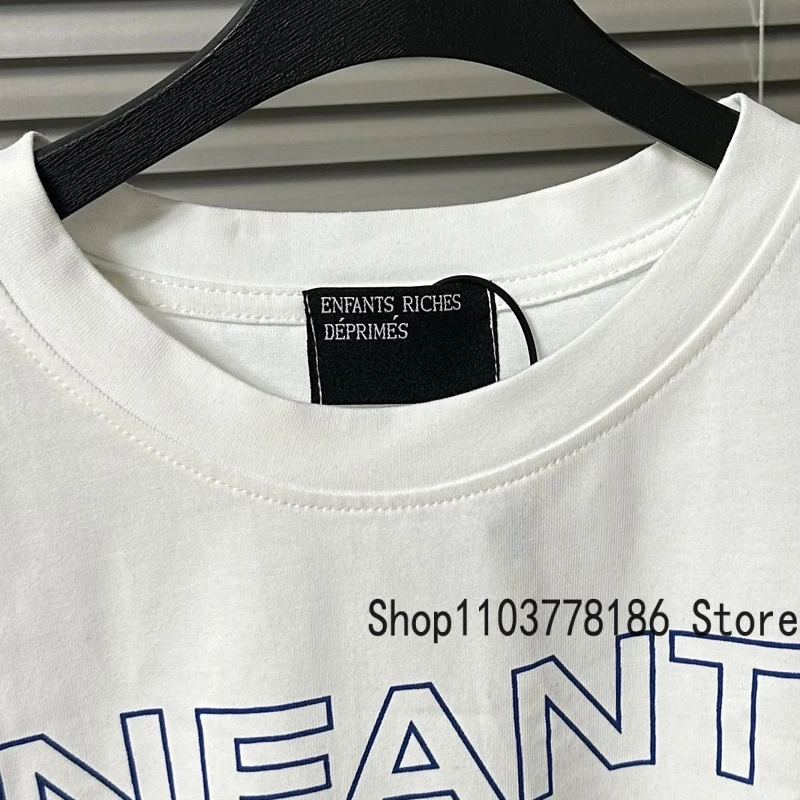 ENFANTS RICHES
DÉPRIMÉS
Shop1103778186 Store
NFANT